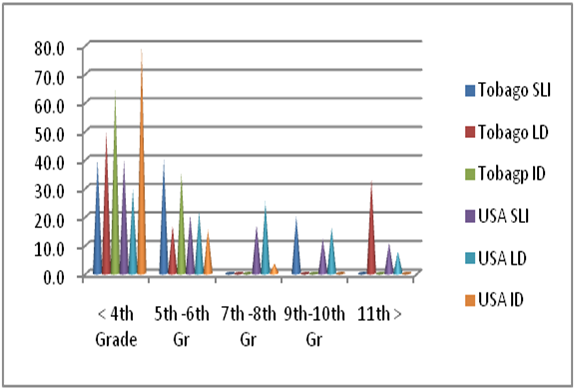 80.0
70.0
60.0
50.0
40.0
30.0
20.0
10.0
0.0
< 4th Grade
5th -6th Gr
7th -8th Gr
9th-10th Gr
11th >
Tobago SLI
Tobago LD
Tobagp ID
USA SLI
USA LD
USA ID